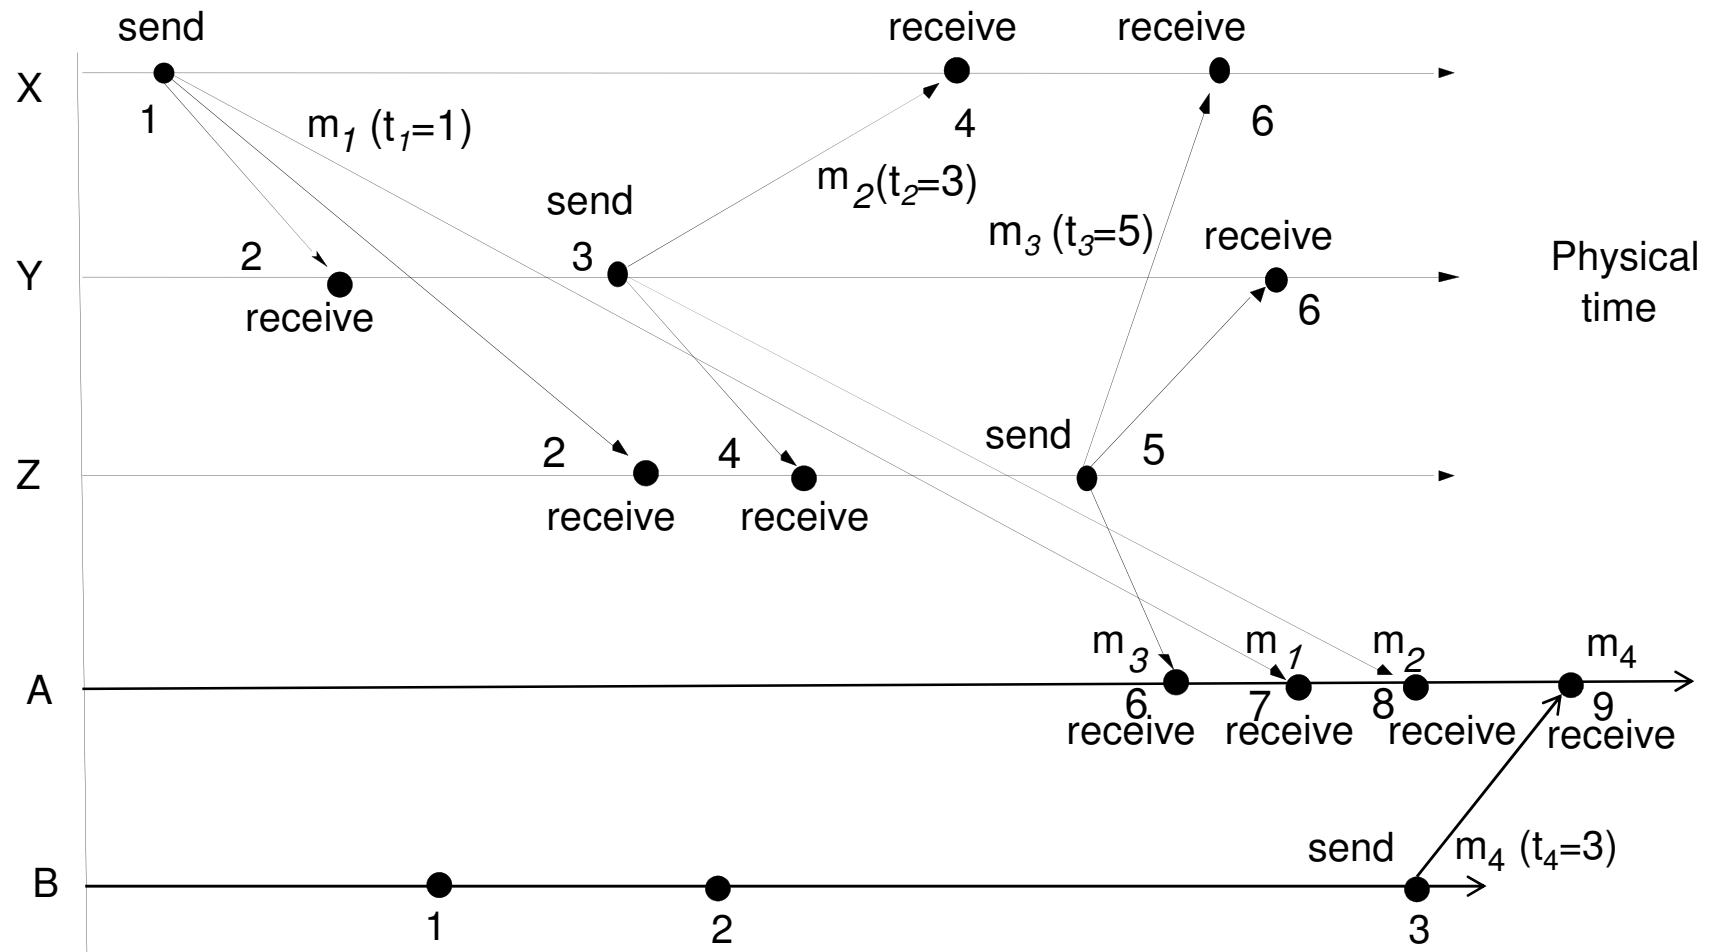 send
receive
receive
X
1
m1 (t1=1)
4
6
m2(t2=3)
send
m3 (t3=5)
receive
2
3
Y
receive
6
Physical
time
send
5
2
4
Z
receive
receive
m3
m1
m2
m4
A
6
7
8
9
receive
receive
receive
receive
send
m4 (t4=3)
B
1
2
3